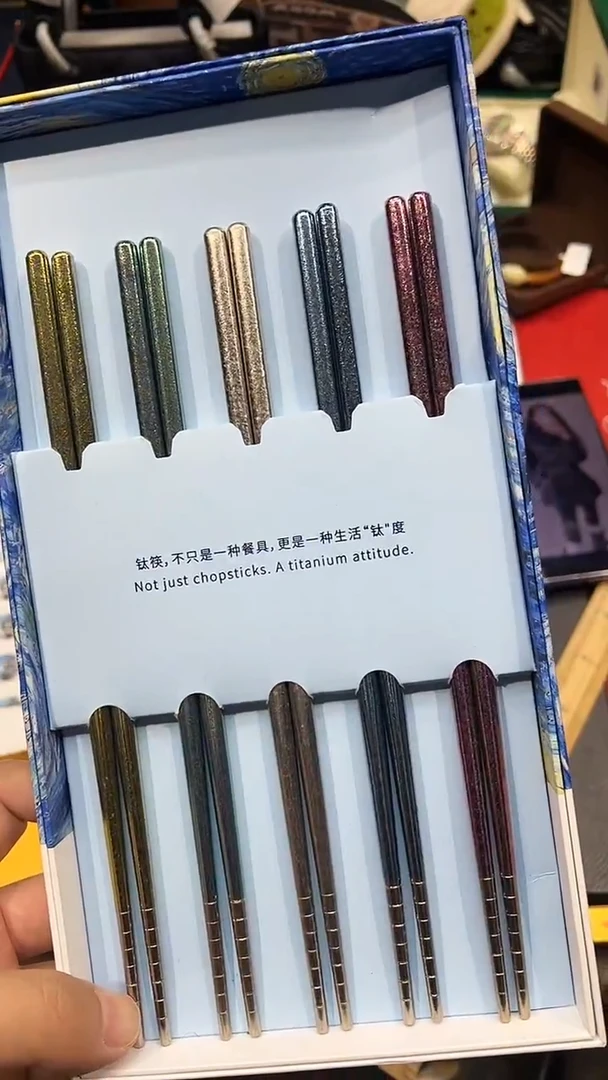 钛筷，不只是一种餐具，更是一种生活“钛”度
Not just chopsticks. A titanium attitude.